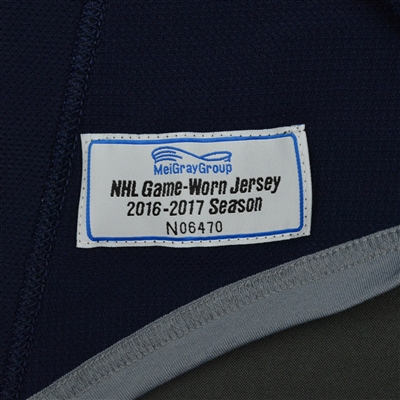 MeiGrayGroup
NHL Game-Worn Jersey
2016-2017 Season
N06470